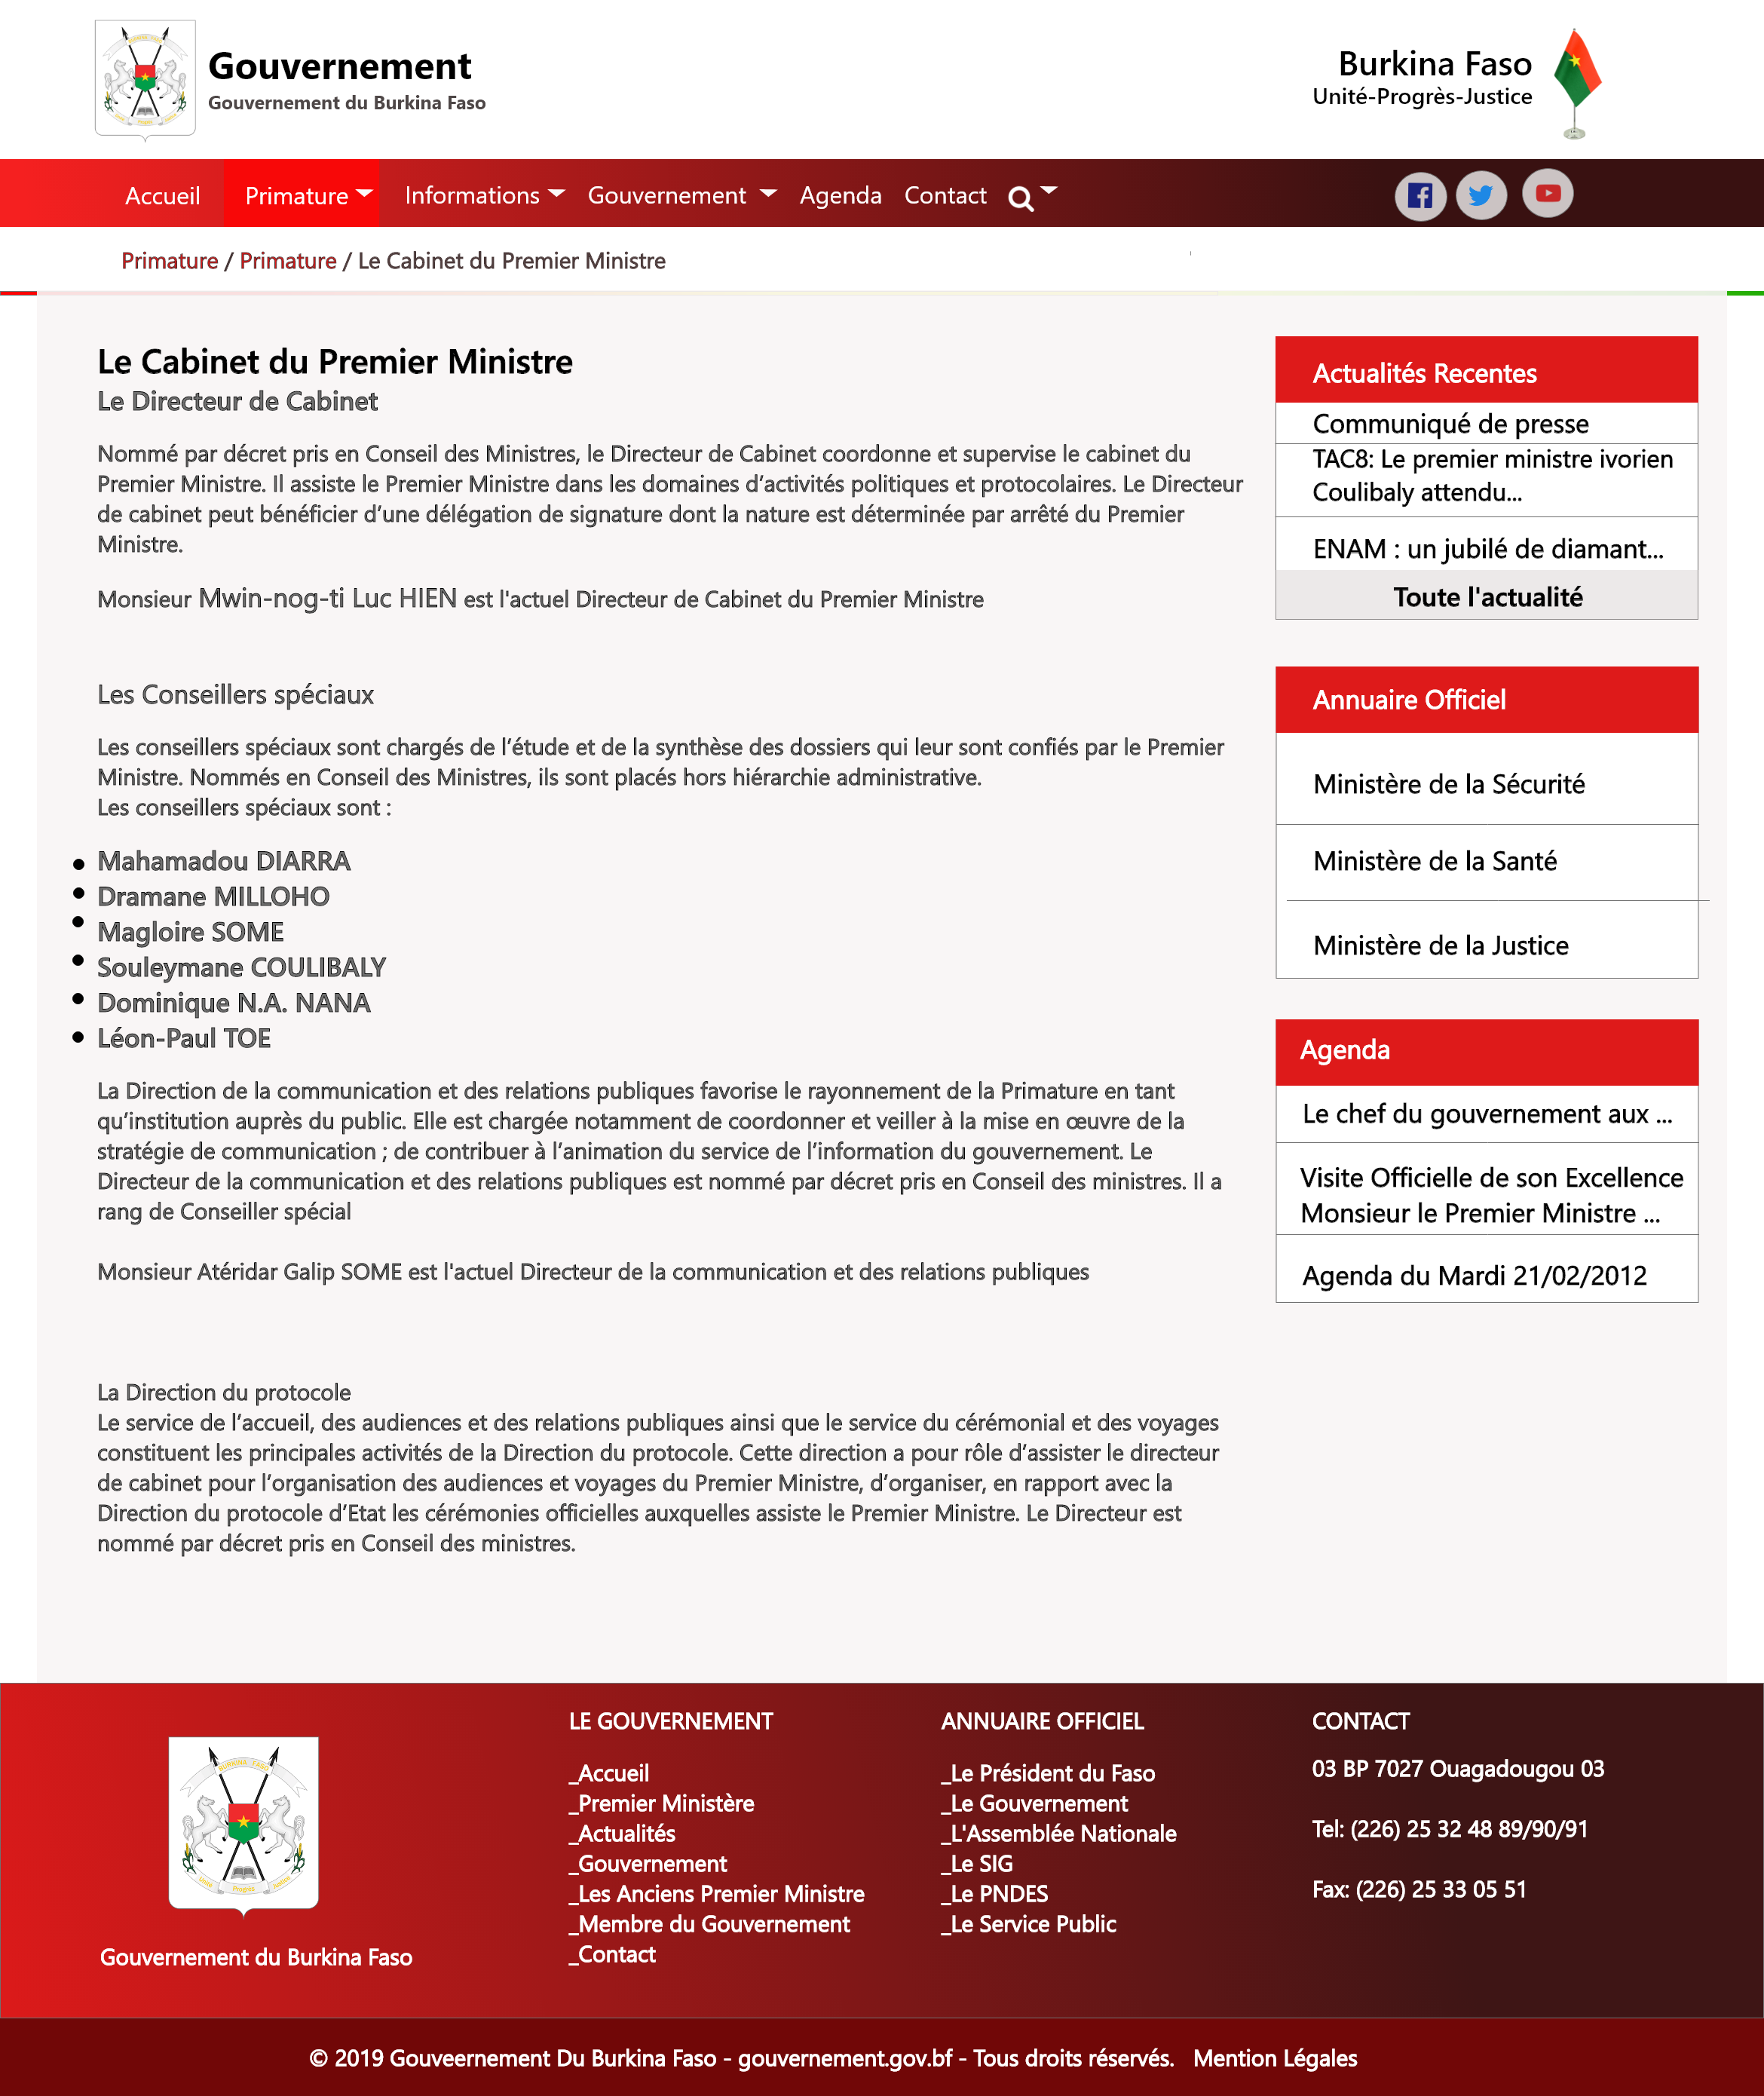 Gouvernement
Gouvernement du Burkina Faso
Burkina Faso
Unité-Progrès-Justice
Accueil Primature Informations Gouvernement Agenda Contact
Primature / Primature / Le Cabinet du Premier Ministre
Le Cabinet du Premier Ministre
Le Directeur de Cabinet
Nommé par décret pris en Conseil des Ministres, le Directeur de Cabinet coordonne et supervise le cabinet du
Premier Ministre. Il assiste le Premier Ministre dans les domaines d’activités politiques et protocolaires. Le Directeur
de cabinet peut bénéficier d’une délégation de signature dont la nature est déterminée par arrêté du Premier
Ministre.
Monsieur Mwin-nog-ti Luc HIEN est l'actuel Directeur de Cabinet du Premier Ministre
Les Conseillers spéciaux
Les conseillers spéciaux sont chargés de l’étude et de la synthèse des dossiers qui leur sont confiés par le Premier
Ministre. Nommés en Conseil des Ministres, ils sont placés hors hiérarchie administrative.
Les conseillers spéciaux sont :
Mahamadou DIARRA
Dramane MILLOHO
Magloire SOME
Souleymane COULIBALY
Dominique N.A. NANA
Léon-Paul TOE
La Direction de la communication et des relations publiques favorise le rayonnement de la Primature en tant
qu’institution auprès du public. Elle est chargée notamment de coordonner et veiller à la mise en œuvre de la
stratégie de communication ; de contribuer à l’animation du service de l’information du gouvernement. Le
Directeur de la communication et des relations publiques est nommé par décret pris en Conseil des ministres. Il a
rang de Conseiller spécial
Monsieur Atéridar Galip SOME est l'actuel Directeur de la communication et des relations publiques
La Direction du protocole
Le service de l’accueil, des audiences et des relations publiques ainsi que le service du cérémonial et des voyages
constituent les principales activités de la Direction du protocole. Cette direction a pour rôle d’assister le directeur
de cabinet pour l’organisation des audiences et voyages du Premier Ministre, d’organiser, en rapport avec la
Direction du protocole d’Etat les cérémonies officielles auxquelles assiste le Premier Ministre. Le Directeur est
nommé par décret pris en Conseil des ministres.
Actualités Recentes
Communiqué de presse
TAC8: Le premier ministre ivorien
Coulibaly attendu...
ENAM : un jubilé de diamant...
Toute l'actualité
Annuaire Officiel
Ministère de la Sécurité
Ministère de la Santé
Ministère de la Justice
Agenda
Le chef du gouvernement aux ...
Visite Officielle de son Excellence
Monsieur le Premier Ministre ...
Agenda du Mardi 21/02/2012
BURKINA FASO
Unité Progrès Justice
Gouvernement du Burkina Faso
LE GOUVERNEMENT
_Accueil
_Premier Ministère
_Actualités
_Gouvernement
_Les Anciens Premier Ministre
_Membre du Gouvernement
_Contact
ANNUAIRE OFFICIEL
_Le Président du Faso
_Le Gouvernement
_L'Assemblée Nationale
_Le SIG
_Le PNDES
_Le Service Public
CONTACT
03 BP 7027 Ouagadougou 03
Tel: (226) 25 32 48 89/90/91
Fax: (226) 25 33 05 51
© 2019 Gouveernement Du Burkina Faso - gouvernement.gov.bf - Tous droits réservés. Mention Légales